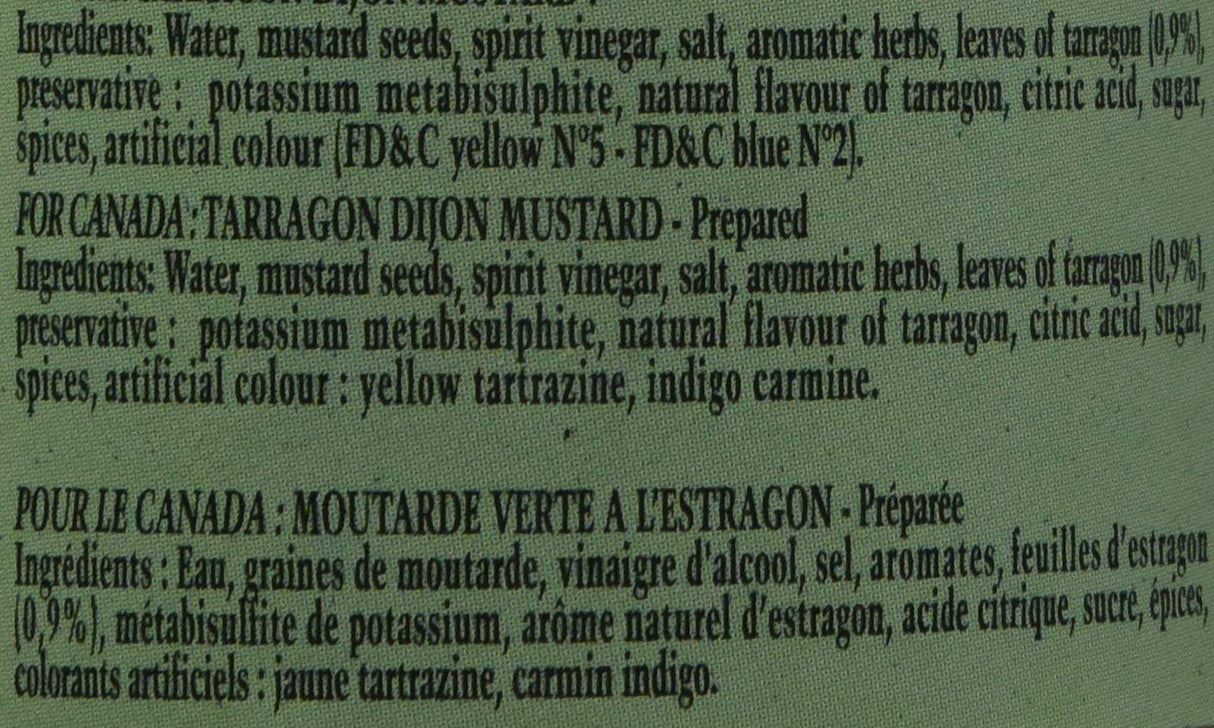 DIJON MUSTARD :
Ingredients: Water, mustard seeds, spirit vinegar, salt, aromatic herbs, leaves of tarragon (0,9%),
preservative : potassium metabisulphite, natural flavour of tarragon, citric acid, sugar,
spices, artificial colour (FD&C yellow N°5 - FD&C blue N°2).
FOR CANADA : TARRAGON DIJON MUSTARD - Prepared
Ingredients: Water, mustard seeds, spirit vinegar, salt, aromatic herbs, leaves of tarragon (0,9%),
preservative : potassium metabisulphite, natural flavour of tarragon, citric acid, sugar,
spices, artificial colour : yellow tartrazine, indigo carmine.
POUR LE CANADA : MOUTARDE VERTE A L'ESTRAGON - Préparée
Ingrédients : Eau, graines de moutarde, vinaigre d'alcool, sel, aromates, feuilles d'estragon
(0,9%), métabisulfite de potassium, arôme naturel d'estragon, acide citrique, sucre, épices,
colorants artificiels : jaune tartrazine, carmin indigo.